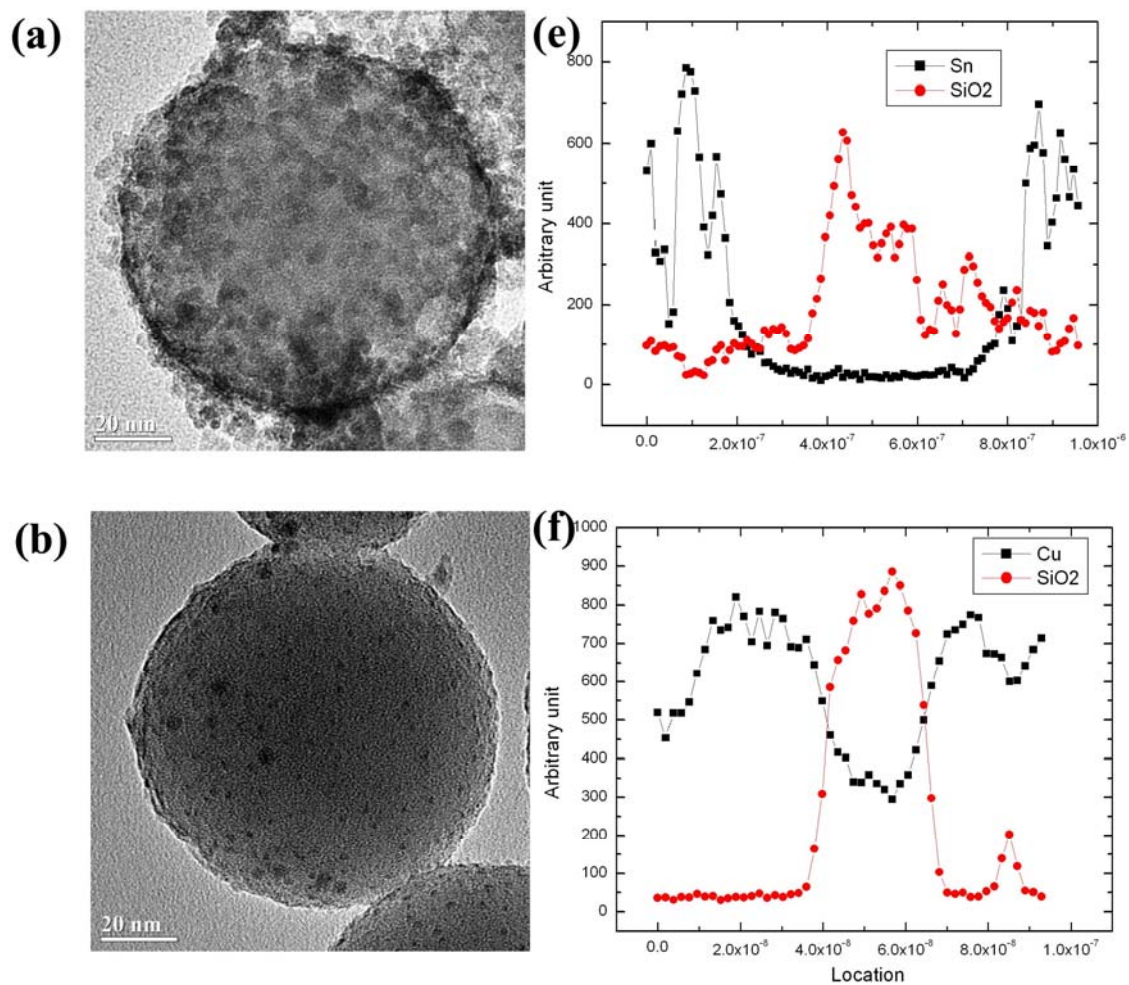 (a)
20 nm
(e)
Sn
SiO2
Arbitrary unit
800
600
400
200
0
0.0 2.0x10⁻⁷ 4.0x10⁻⁷ 6.0x10⁻⁷ 8.0x10⁻⁷ 1.0x10⁻⁶
(b)
20 nm
(f)
Cu
SiO2
Arbitrary unit
1000
900
800
700
600
500
400
300
200
100
0
0.0 2.0x10⁻⁸ 4.0x10⁻⁸ 6.0x10⁻⁸ 8.0x10⁻⁸ 1.0x10⁻⁷
Location